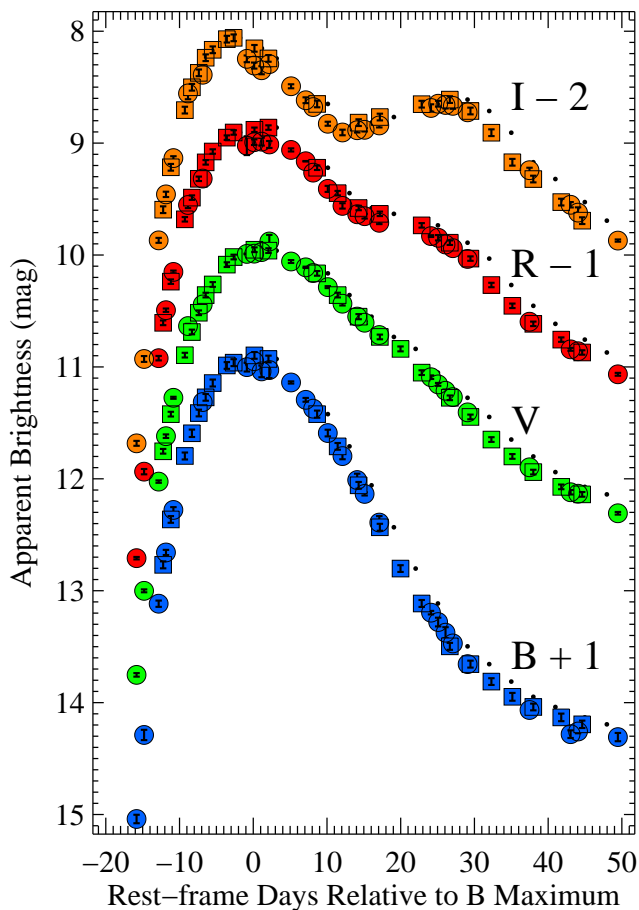 8
9
10
11
12
13
14
15
Apparent Brightness (mag)
I − 2
R − 1
V
B + 1
−20 −10 0 10 20 30 40 50
Rest−frame Days Relative to B Maximum